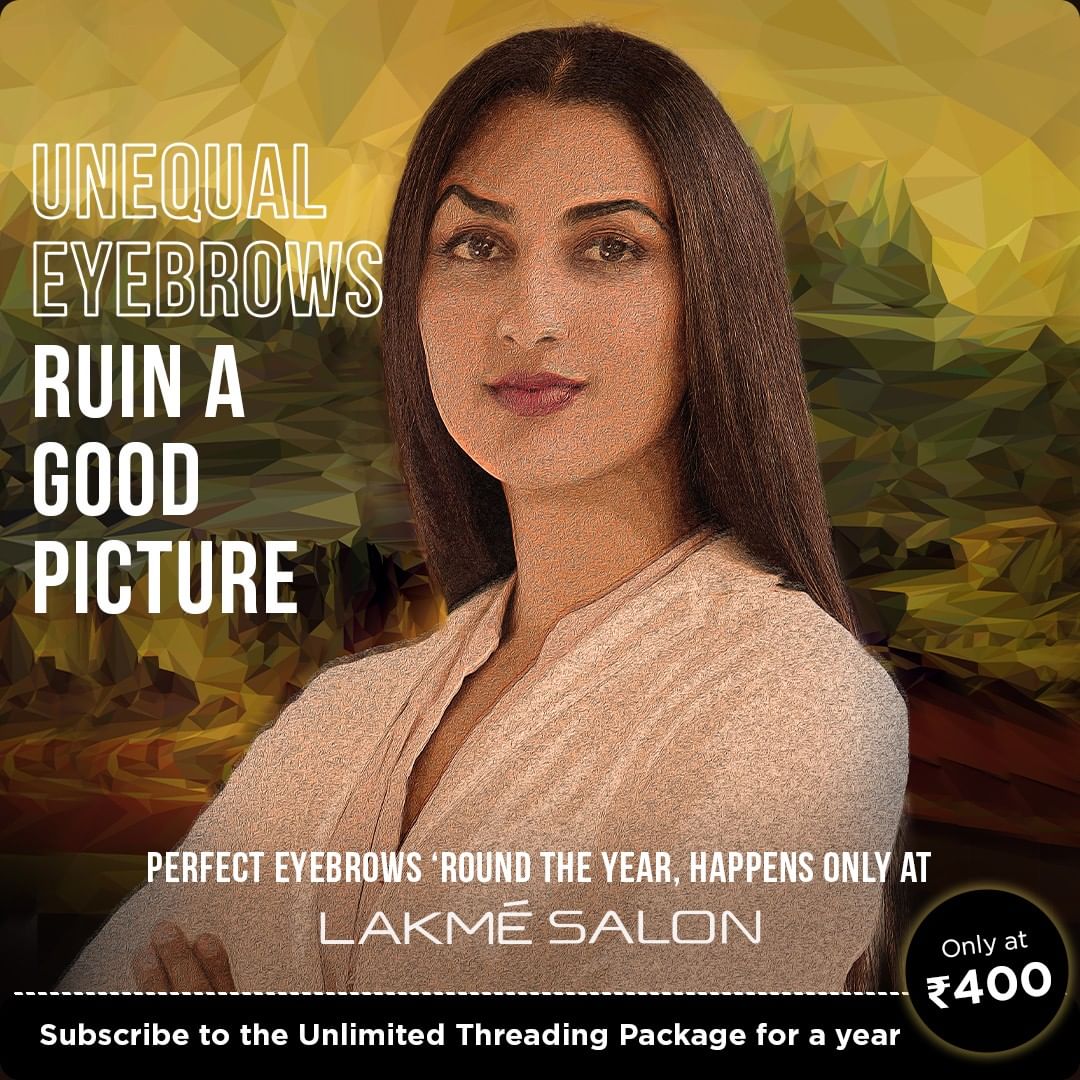 UNEQUAL
EYEBROWS
RUIN A
GOOD
PICTURE
PERFECT EYEBROWS ‘ROUND THE YEAR, HAPPENS ONLY AT
LAKMÉ SALON
Only at
₹400
Subscribe to the Unlimited Threading Package for a year